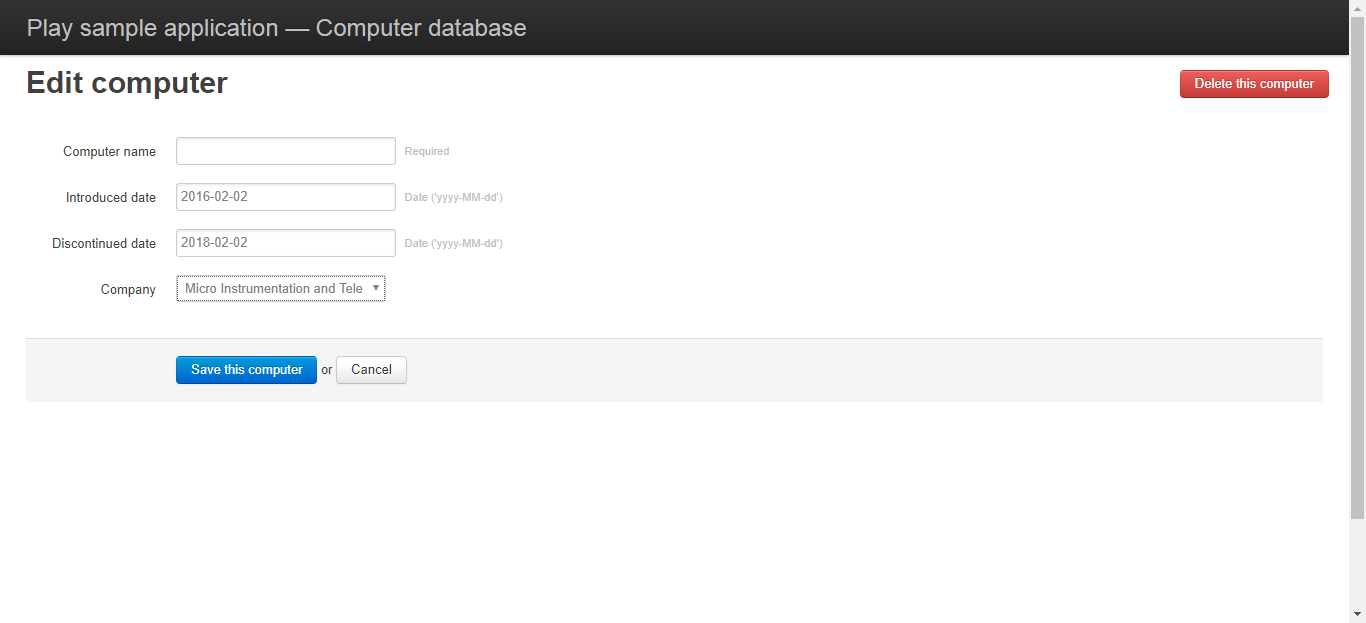 Play sample application — Computer database
Edit computer
Delete this computer
Computer name
Required
Introduced date
2016-02-02
Date ('yyyy-MM-dd')
Discontinued date
2018-02-02
Date ('yyyy-MM-dd')
Company
Micro Instrumentation and Tele
Save this computer or Cancel